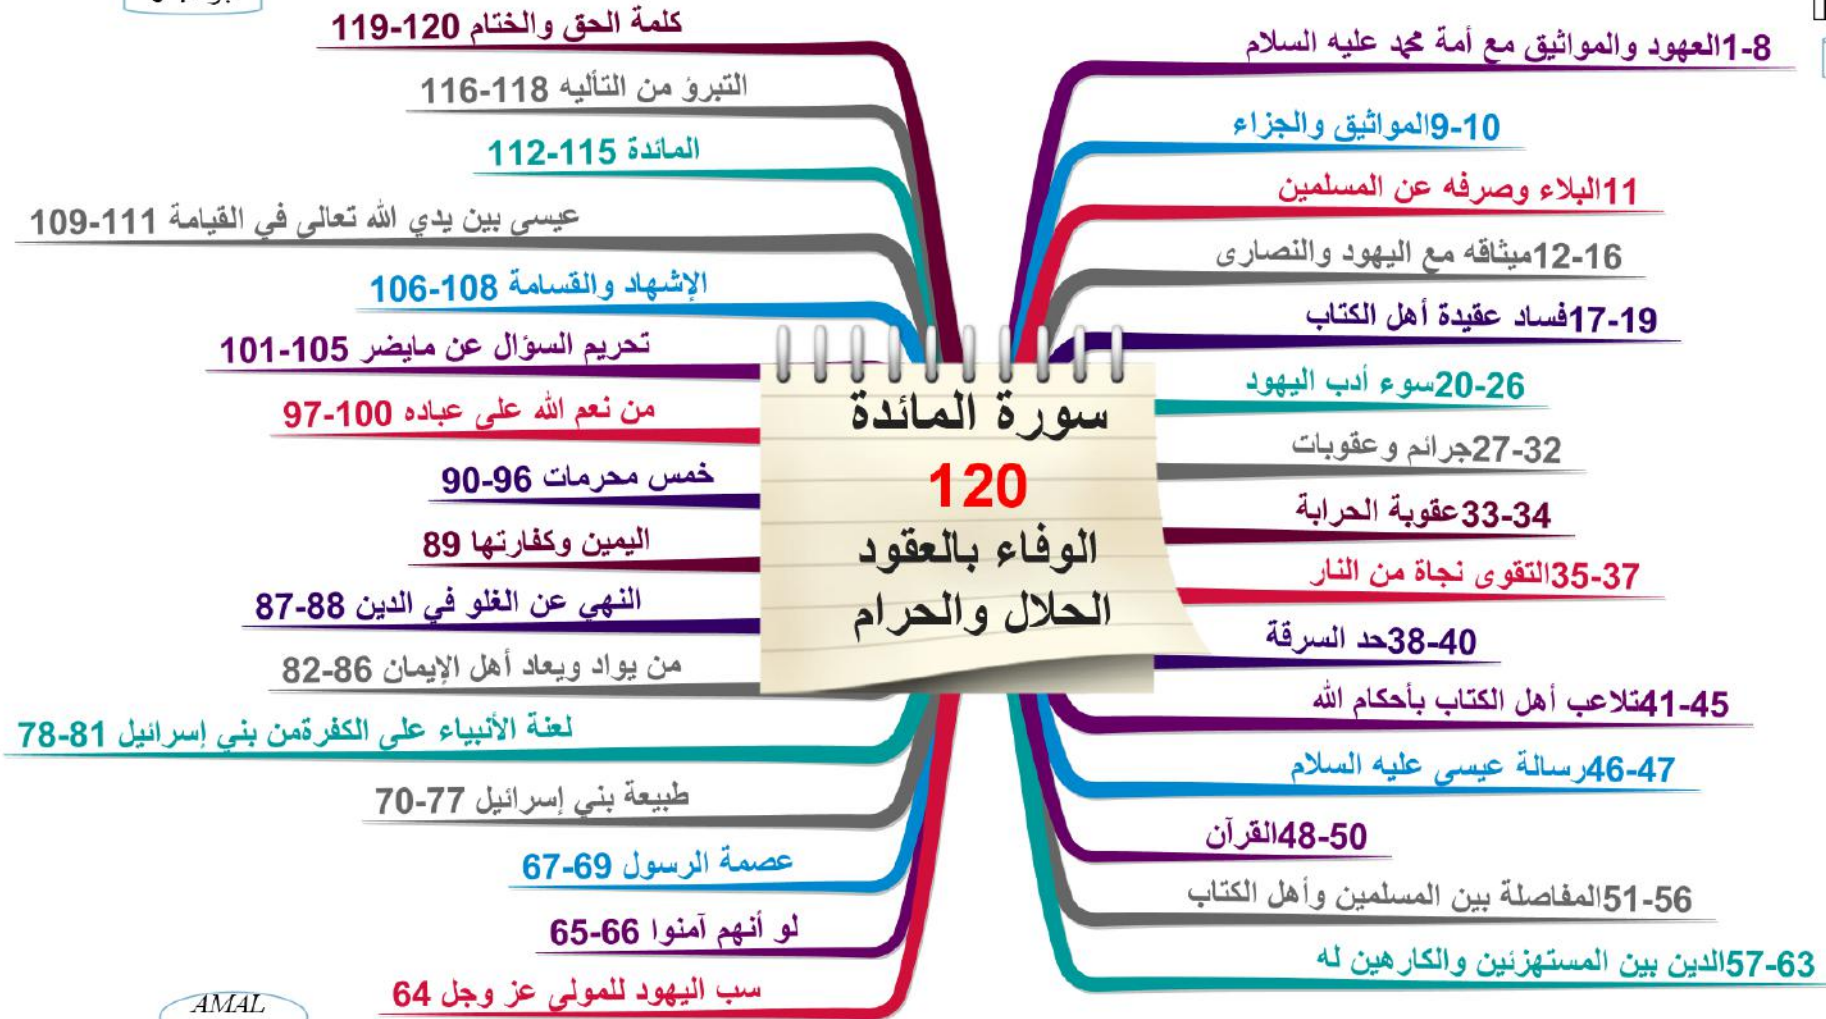 سورة المائدة
120
الوفاء بالعقود
الحلال والحرام
1-8العهود والمواثيق مع أمة محمد عليه السلام
9-10المواثيق والجزاء
11البلاء وصرفه عن المسلمين
12-16ميثاقه مع اليهود والنصارى
17-19فساد عقيدة أهل الكتاب
20-26سوء أدب اليهود
27-32جرائم وعقوبات
33-34عقوبة الحرابة
35-37التقوى نجاة من النار
38-40حد السرقة
41-45تلاعب أهل الكتاب بأحكام الله
46-47رسالة عيسى عليه السلام
48-50القرآن
51-56المفاصلة بين المسلمين وأهل الكتاب
57-63الدين بين المستهزئين والكارهين له
كلمة الحق والختام 119-120
التبرؤ من التأليه 116-118
المائدة 112-115
عيسى بين يدي الله تعالى في القيامة 109-111
الإشهاد والقسامة 106-108
تحريم السؤال عن مايضر 101-105
من نعم الله على عباده 97-100
خمس محرمات 90-96
اليمين وكفارتها 89
النهي عن الغلو في الدين 87-88
من يواد ويعاد أهل الإيمان 82-86
لعنة الأنبياء على الكفرةمن بني إسرائيل 78-81
طبيعة بني إسرائيل 70-77
عصمة الرسول 67-69
لو أنهم آمنوا 65-66
سب اليهود للمولى عز وجل 64
AMAL